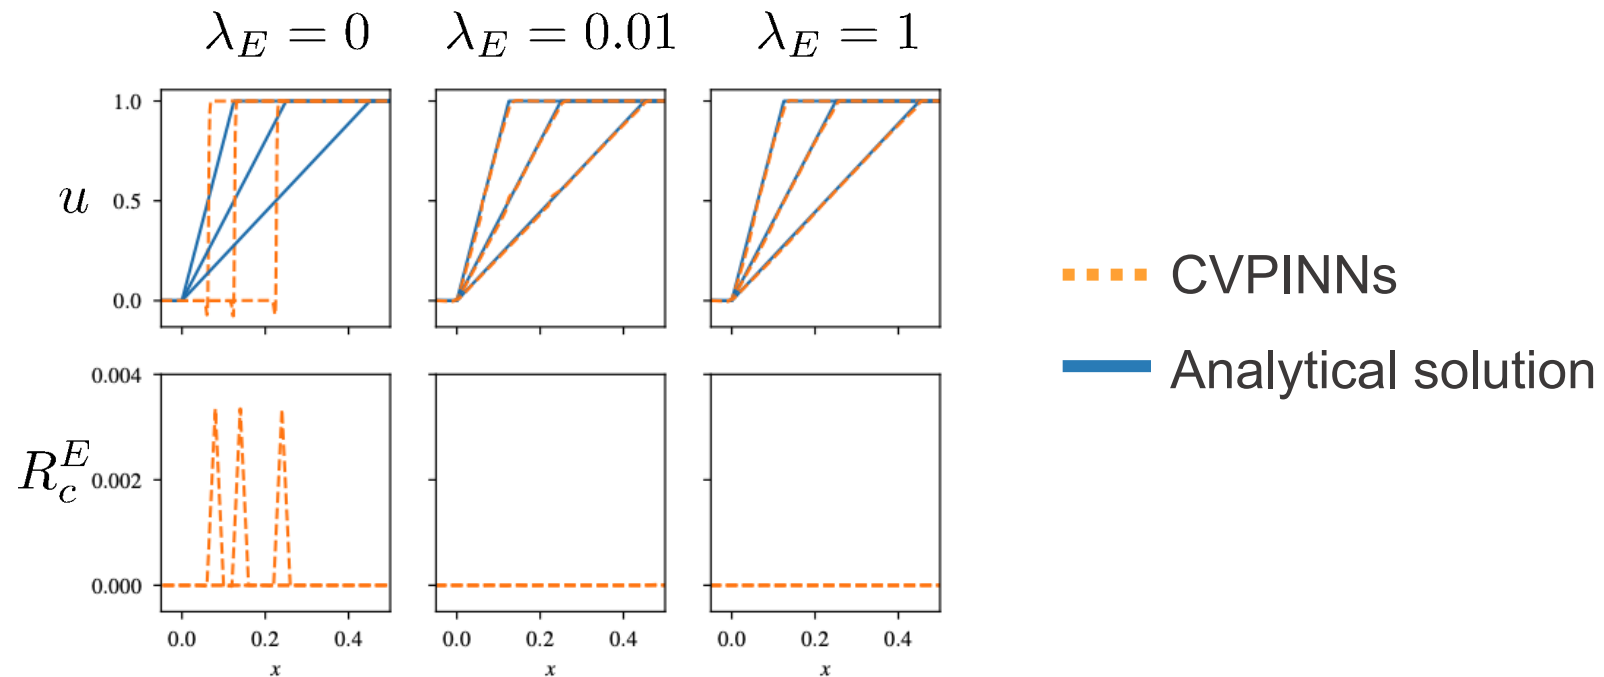 λ_E = 0 λ_E = 0.01 λ_E = 1
1.0
u 0.5
0.0
0.004
R_c^E 0.002
0.000
0.0 0.2 0.4 0.0 0.2 0.4 0.0 0.2 0.4
x x x
CVPINNs
Analytical solution